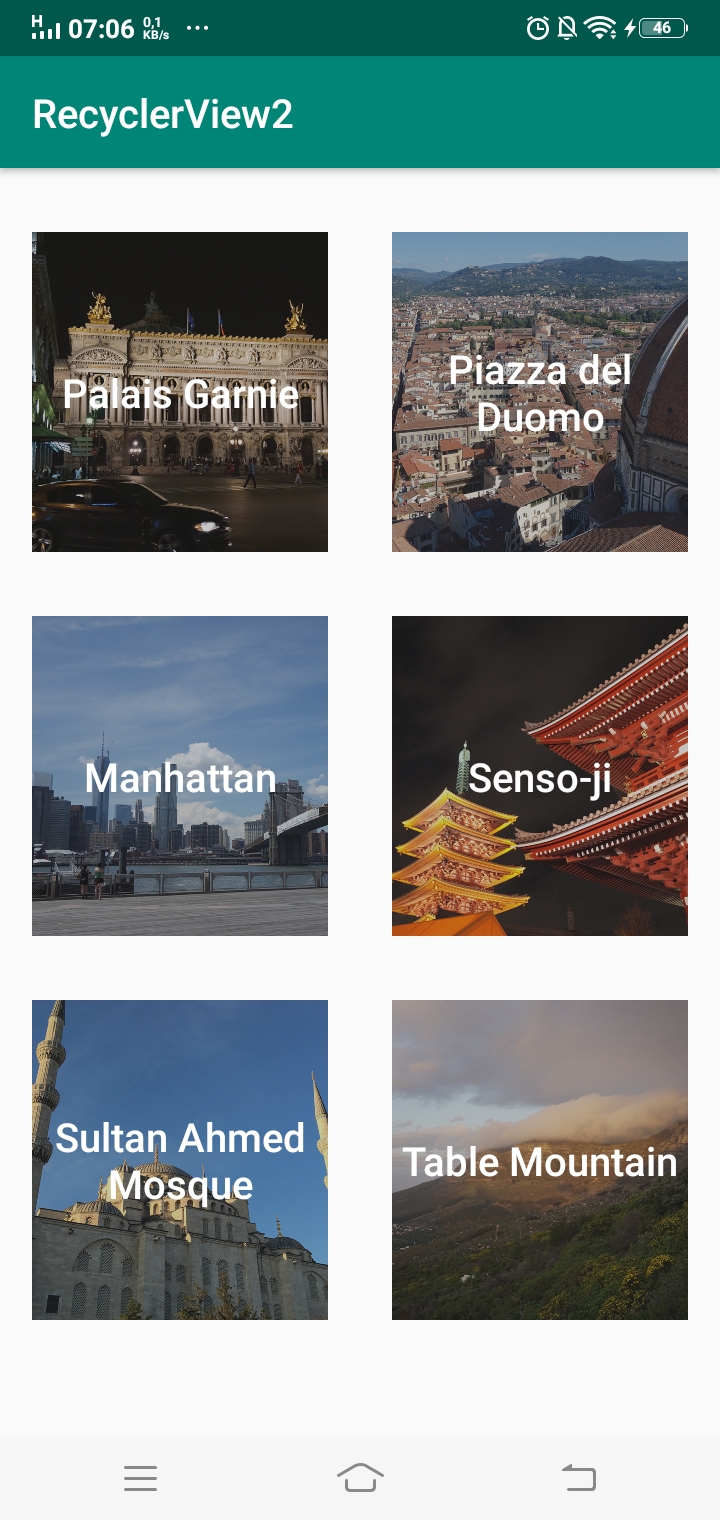 H 07:06 0,1 KB/s ... 46
RecyclerView2
Palais Garnie
Piazza del
Duomo
Manhattan
Senso-ji
Sultan Ahmed
Mosque
Table Mountain